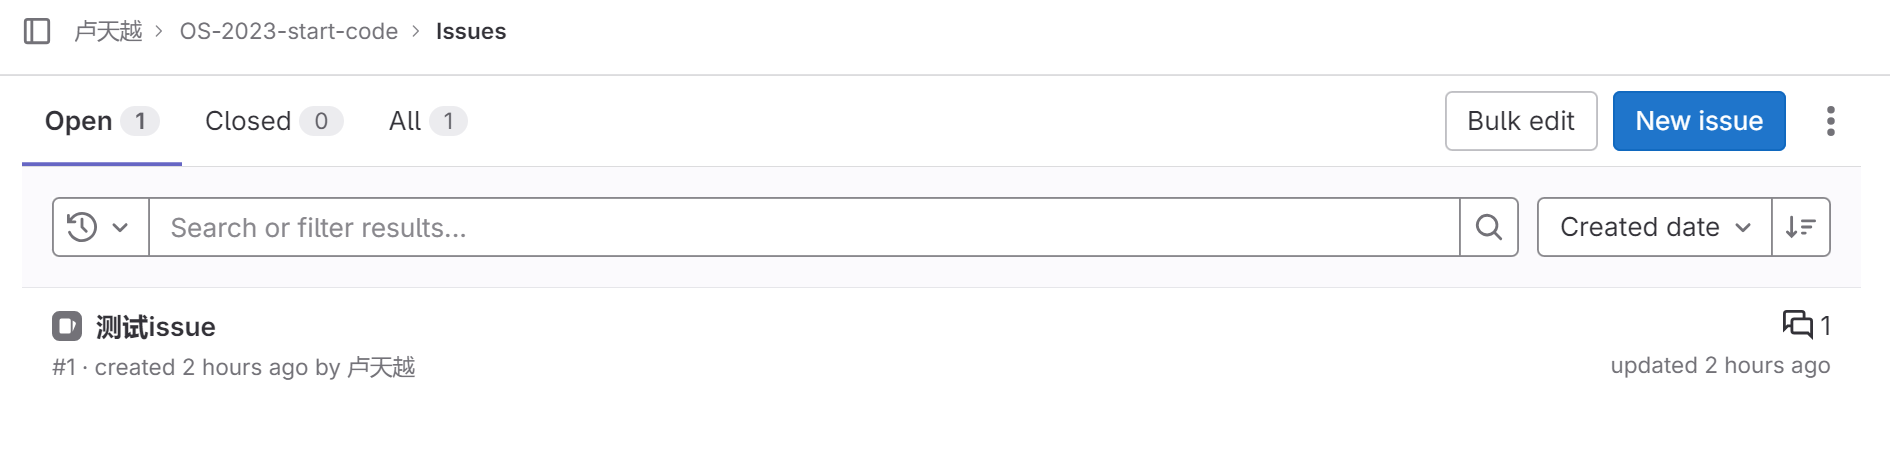 卢天越 > OS-2023-start-code > Issues
Open 1 Closed 0 All 1 Bulk edit New issue
Search or filter results... Created date
测试issue 1
#1 · created 2 hours ago by 卢天越 updated 2 hours ago